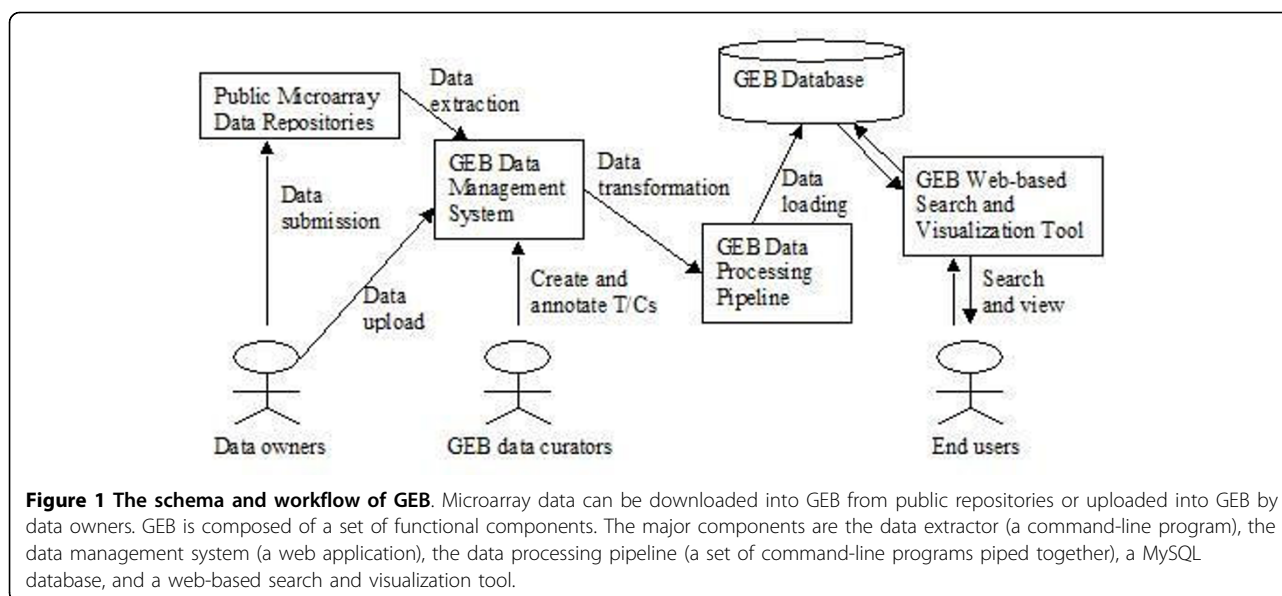 Public Microarray
Data Repositories
Data
extraction
GEB Database
GEB Data
Management
System
Data
transformation
Data
loading
GEB Web-based
Search and
Visualization Tool
Data
submission
GEB Data
Processing
Pipeline
Data
upload
Create and
annotate T/Cs
Search
and view
Data owners
GEB data curators
End users
Figure 1 The schema and workflow of GEB. Microarray data can be downloaded into GEB from public repositories or uploaded into GEB by
data owners. GEB is composed of a set of functional components. The major components are the data extractor (a command-line program), the
data management system (a web application), the data processing pipeline (a set of command-line programs piped together), a MySQL
database, and a web-based search and visualization tool.